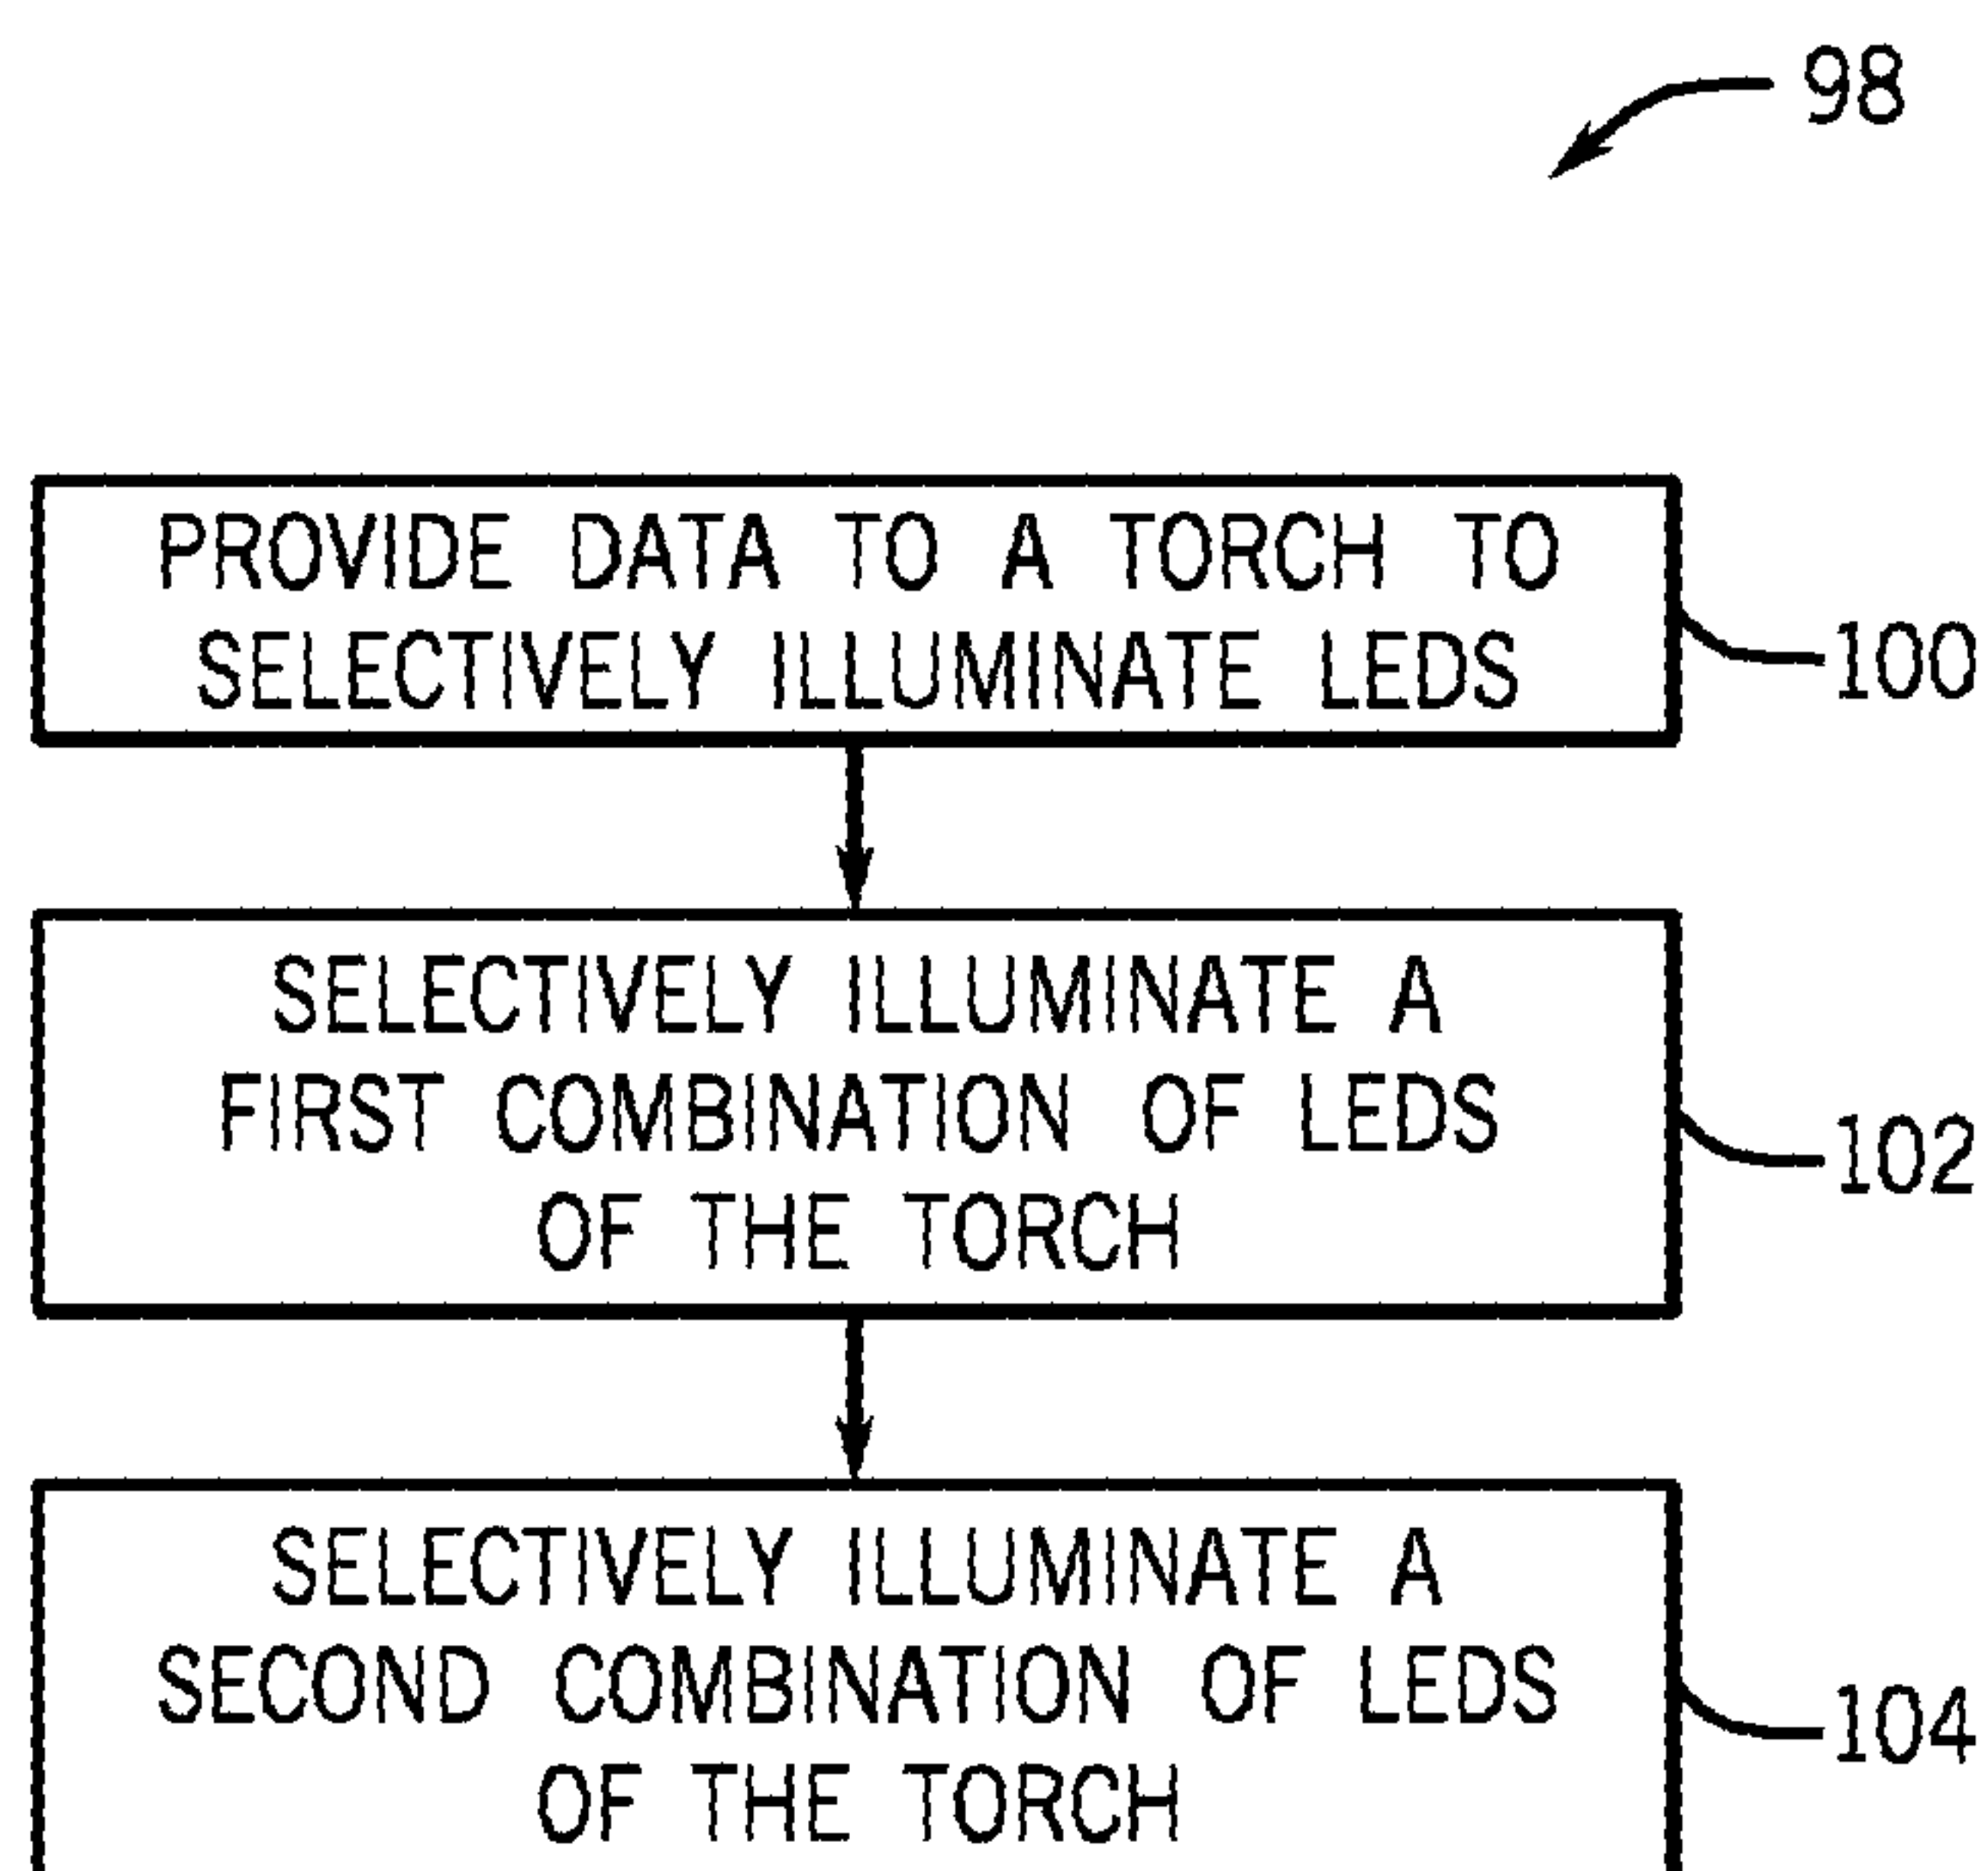 98
PROVIDE DATA TO A TORCH TO
SELECTIVELY ILLUMINATE LEDS
100
SELECTIVELY ILLUMINATE A
FIRST COMBINATION OF LEDS
OF THE TORCH
102
SELECTIVELY ILLUMINATE A
SECOND COMBINATION OF LEDS
OF THE TORCH
104